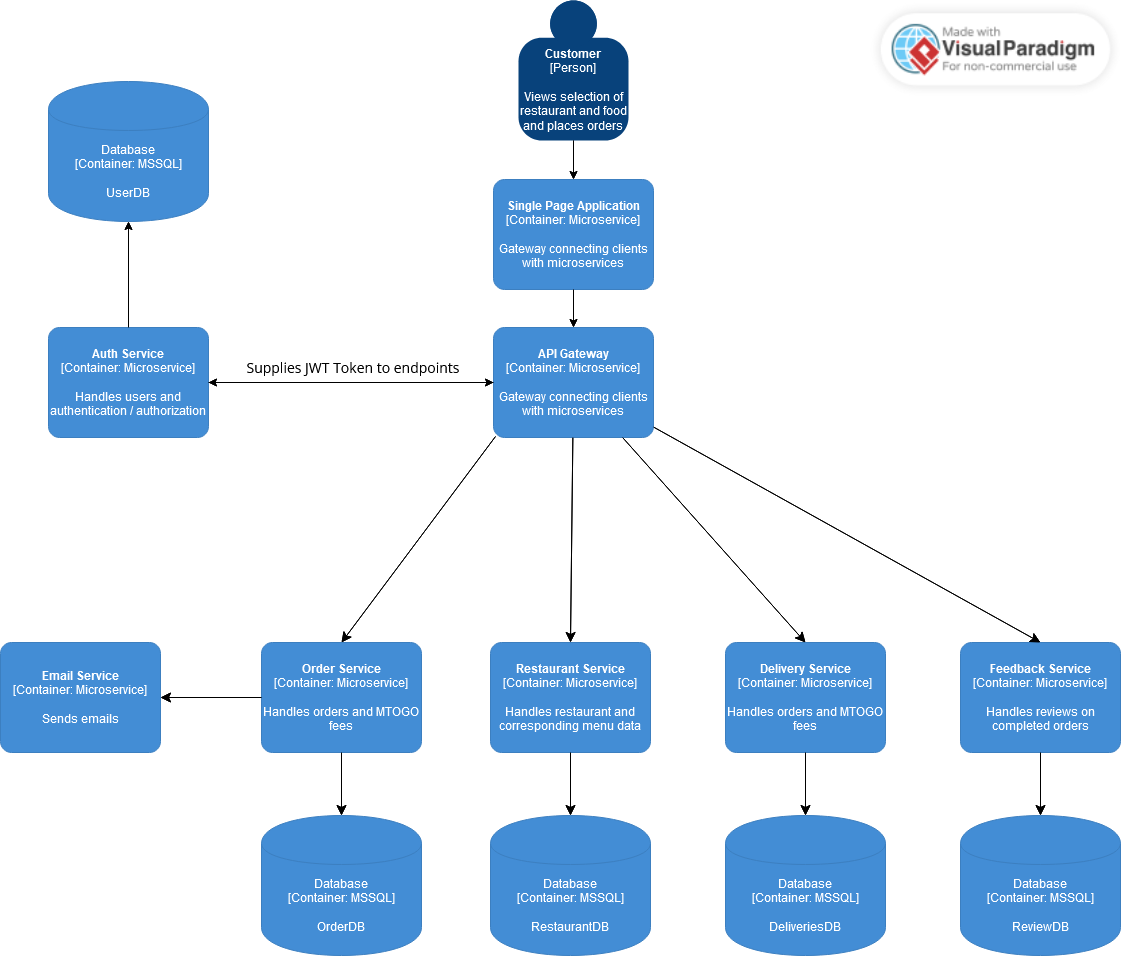 Made with
Visual Paradigm
For non-commercial use
Customer
[Person]
Views selection of
restaurant and food
and places orders
Database
[Container: MSSQL]
UserDB
Single Page Application
[Container: Microservice]
Gateway connecting clients
with microservices
Auth Service
[Container: Microservice]
Handles users and
authentication / authorization
Supplies JWT Token to endpoints
API Gateway
[Container: Microservice]
Gateway connecting clients
with microservices
Email Service
[Container: Microservice]
Sends emails
Order Service
[Container: Microservice]
Handles orders and MTOGO
fees
Restaurant Service
[Container: Microservice]
Handles restaurant and
corresponding menu data
Delivery Service
[Container: Microservice]
Handles orders and MTOGO
fees
Feedback Service
[Container: Microservice]
Handles reviews on
completed orders
Database
[Container: MSSQL]
OrderDB
Database
[Container: MSSQL]
RestaurantDB
Database
[Container: MSSQL]
DeliveriesDB
Database
[Container: MSSQL]
ReviewDB